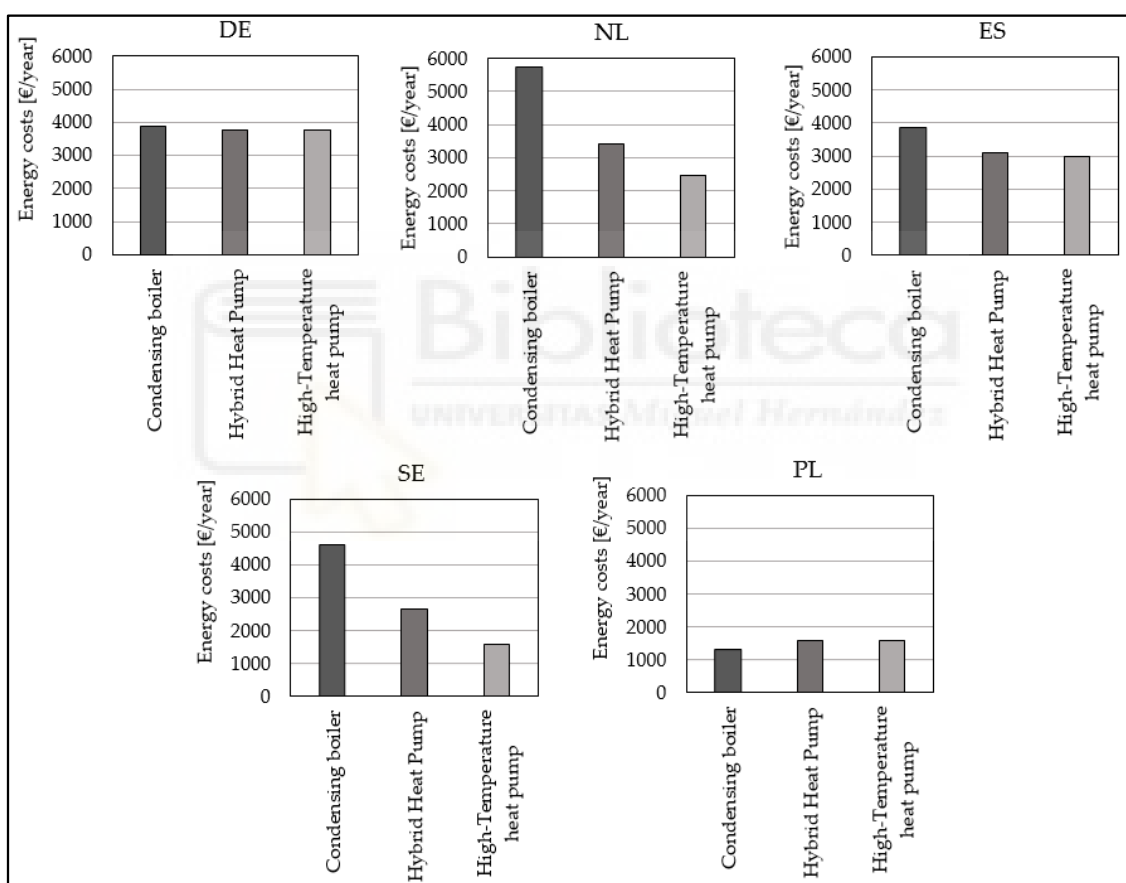 DE
Energy costs [€/year]
6000
5000
4000
3000
2000
1000
0
Condensing boiler
Hybrid Heat Pump
High-Temperature
heat pump
NL
Energy costs [€/year]
6000
5000
4000
3000
2000
1000
0
Condensing boiler
Hybrid Heat Pump
High-Temperature
heat pump
ES
Energy costs [€/year]
6000
5000
4000
3000
2000
1000
0
Condensing boiler
Hybrid Heat Pump
High-Temperature
heat pump
Biblioteca
UNIVERSITAS Miguel Hernández
SE
Energy costs [€/year]
6000
5000
4000
3000
2000
1000
0
Condensing boiler
Hybrid Heat Pump
High-Temperature
heat pump
PL
Energy costs [€/year]
6000
5000
4000
3000
2000
1000
0
Condensing boiler
Hybrid Heat Pump
High-Temperature
heat pump